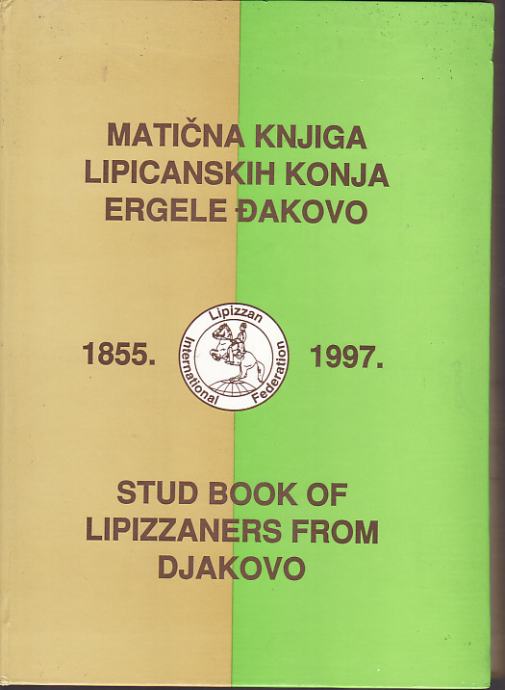 MATIČNA KNJIGA
LIPICANSKIH KONJA
ERGELE ĐAKOVO
1855.
Lipizzan
International
Federation
1997.
STUD BOOK OF
LIPIZZANERS FROM
DJAKOVO